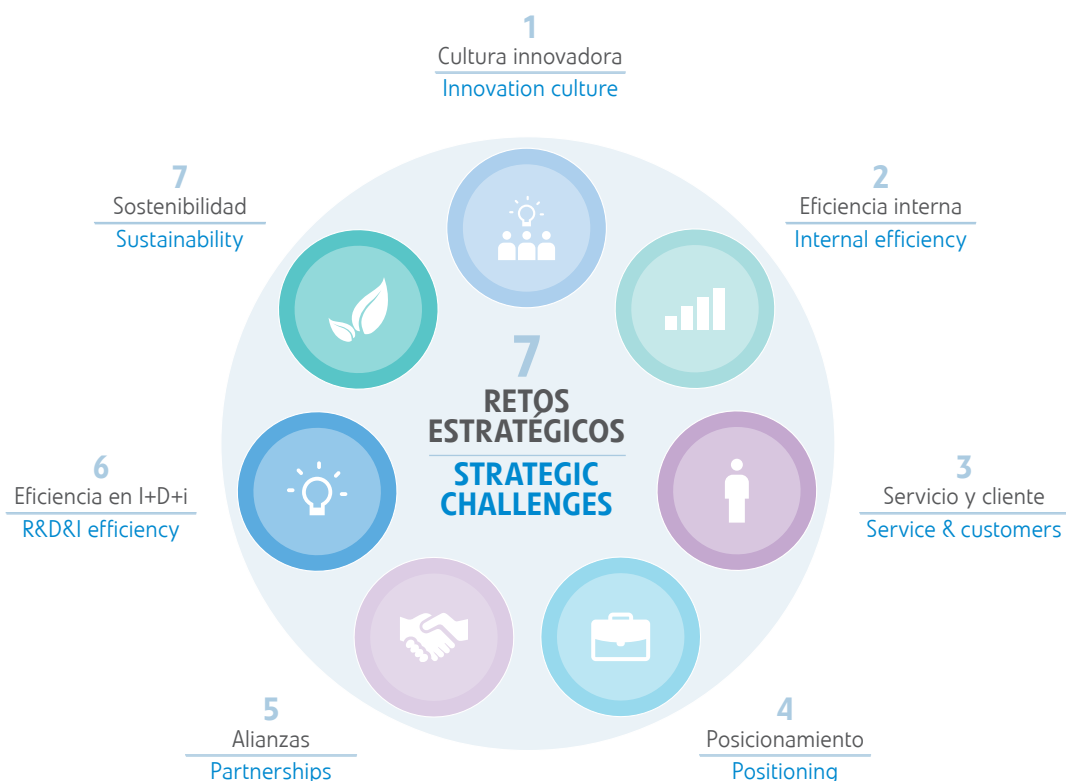 1
Cultura innovadora
Innovation culture
2
Eficiencia interna
Internal efficiency
3
Servicio y cliente
Service & customers
4
Posicionamiento
Positioning
5
Alianzas
Partnerships
6
Eficiencia en I+D+i
R&D&I efficiency
7
Sostenibilidad
Sustainability
7
RETOS
ESTRATÉGICOS
STRATEGIC
CHALLENGES